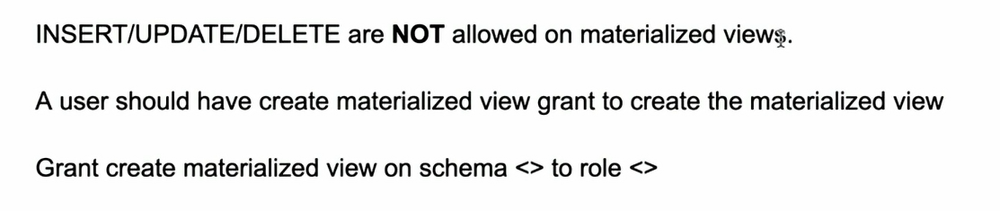 INSERT/UPDATE/DELETE are NOT allowed on materialized views.
A user should have create materialized view grant to create the materialized view
Grant create materialized view on schema <> to role <>